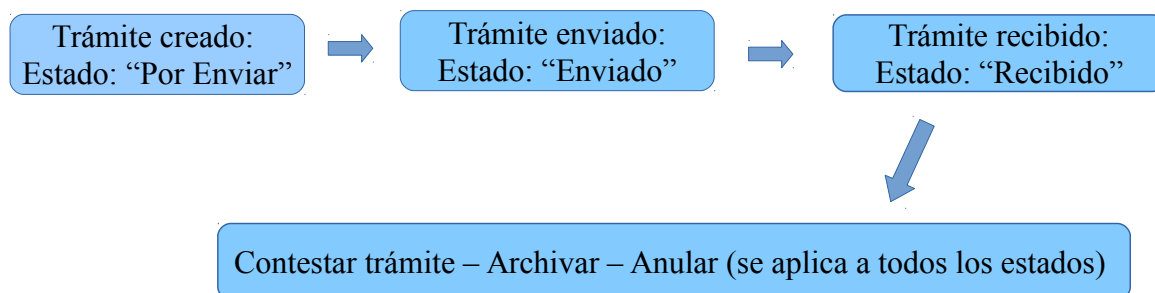 Trámite creado:
Estado: “Por Enviar”
Trámite enviado:
Estado: “Enviado”
Trámite recibido:
Estado: “Recibido”
Contestar trámite – Archivar – Anular (se aplica a todos los estados)